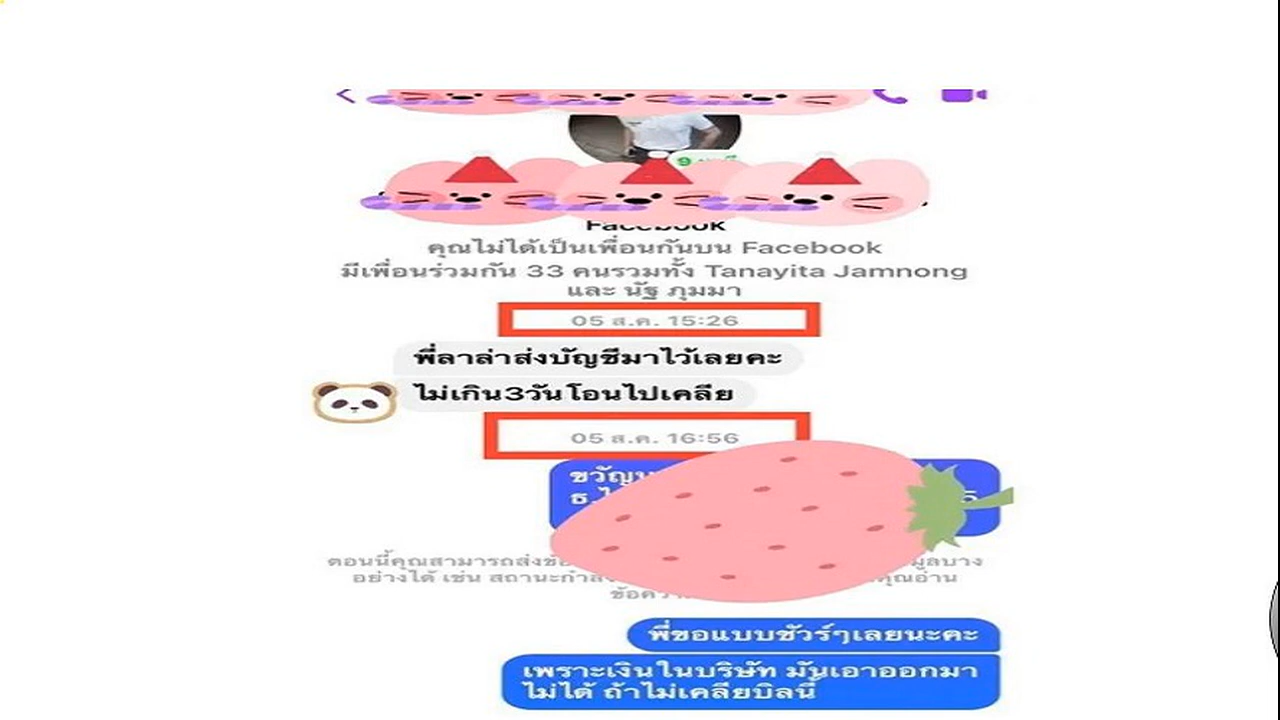 Facebook
คุณไม่ได้เป็นเพื่อนกันบน Facebook
มีเพื่อนร่วมกัน 33 คนรวมทั้ง Tanayita Jamnong
และ นัฐ ภุมมา
05 ส.ค. 15:26
พี่ลาล่าส่งบัญชีมาไว้เลยคะ
ไม่เกิน3วันโอนไปเคลีย
05 ส.ค. 16:56
ธ.
5
ตอนนี้คุณสามารถส่ง
อย่างได้ เช่น สถานะ
พี่ขอแบบชัวร์ๆเลยนะคะ
เพราะเงินในบริษัท มันเอาออกมา
ไม่ได้ ถ้าไม่เคลียบิลนี้